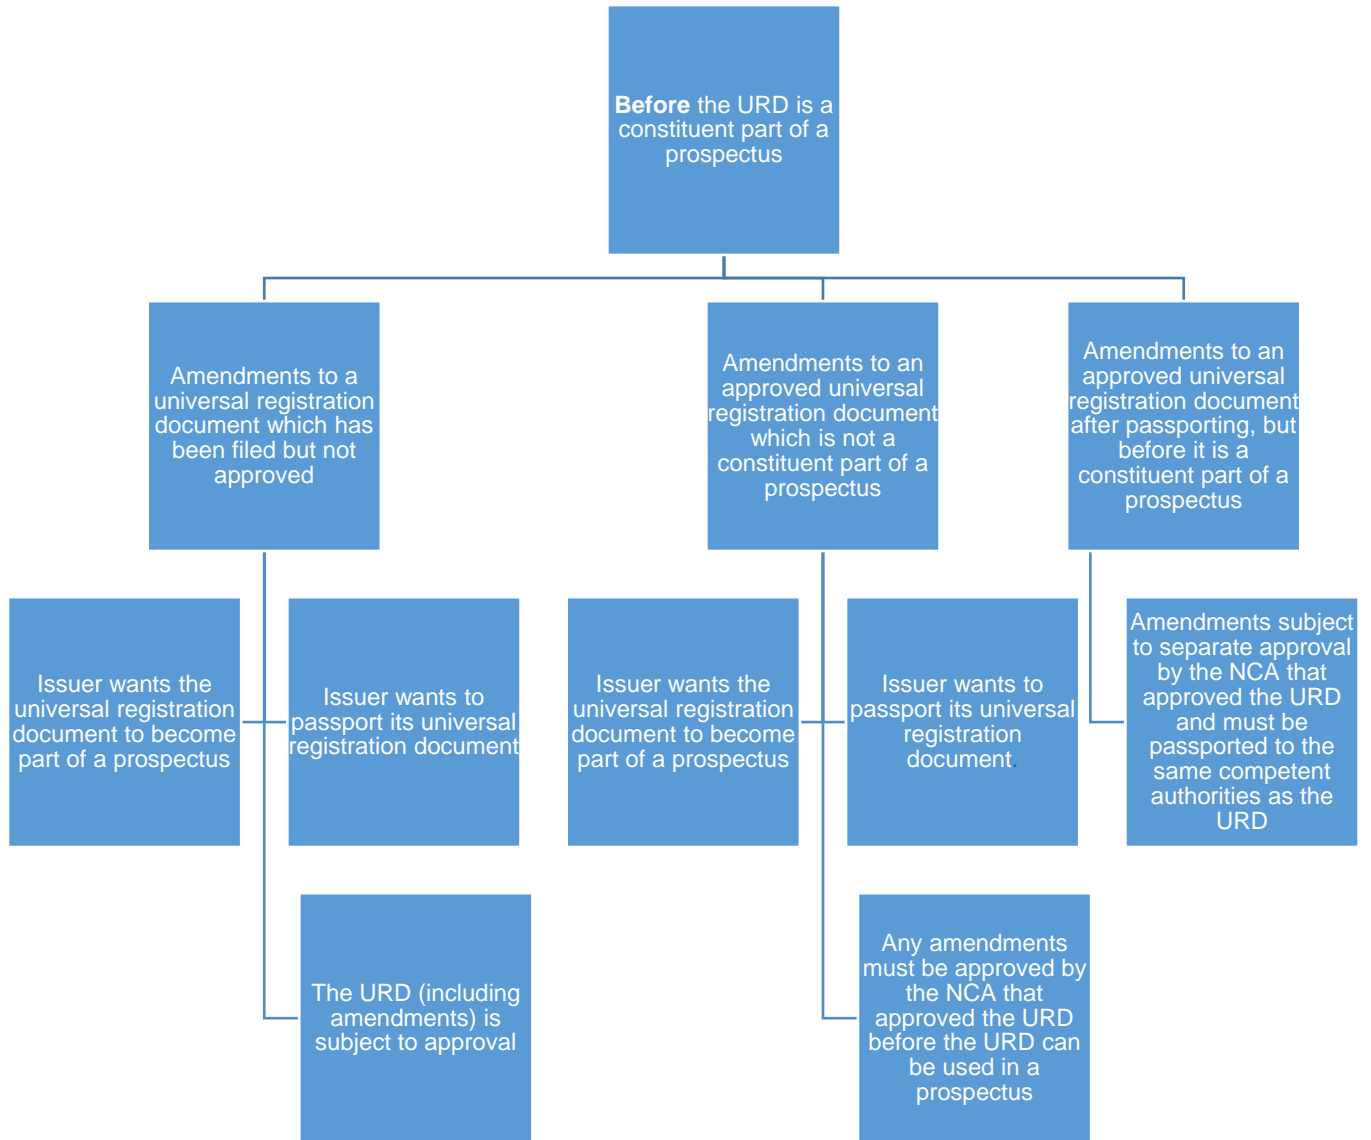 Before the URD is a
constituent part of a
prospectus
Amendments to a
universal registration
document which has
been filed but not
approved
Amendments to an
approved universal
registration document
which is not a
constituent part of a
prospectus
Amendments to an
approved universal
registration document
after passporting, but
before it is a
constituent part of a
prospectus
Issuer wants the
universal registration
document to become
part of a prospectus
Issuer wants to
passport its universal
registration document
Issuer wants the
universal registration
document to become
part of a prospectus
Issuer wants to
passport its universal
registration
document.
Amendments subject
to separate approval
by the NCA that
approved the URD
and must be
passported to the
same competent
authorities as the
URD
The URD (including
amendments) is
subject to approval
Any amendments
must be approved by
the NCA that
approved the URD
before the URD can
be used in a
prospectus